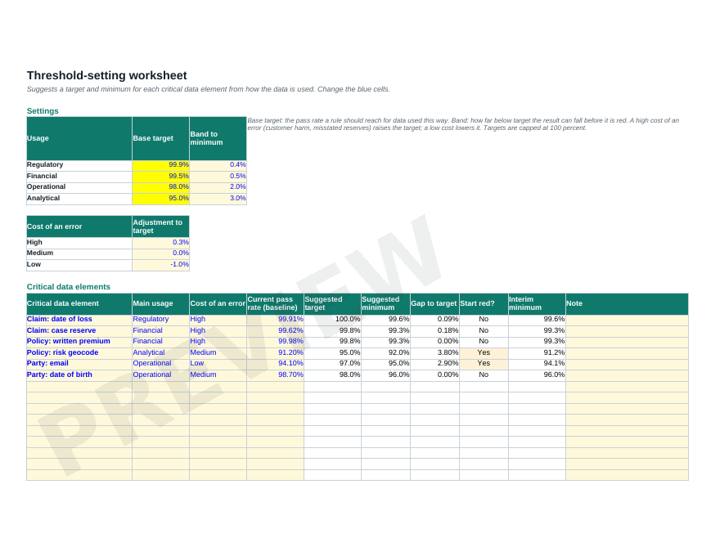 Threshold-setting worksheet
Suggests a target and minimum for each critical data element from how the data is used. Change the blue cells.
Settings
Usage Base target Band to minimum
Base target: the pass rate a rule should reach for data used this way. Band: how far below target the result can fall before it is red. A high cost of an
error (customer harm, misstated reserves) raises the target; a low cost lowers it. Targets are capped at 100 percent.
Regulatory 99.9% 0.4%
Financial 99.5% 0.5%
Operational 98.0% 2.0%
Analytical 95.0% 3.0%
Cost of an error Adjustment to target
High 0.3%
Medium 0.0%
Low -1.0%
Critical data elements
Critical data element Main usage Cost of an error Current pass rate (baseline) Suggested target Suggested minimum Gap to target Start red? Interim minimum Note
Claim: date of loss Regulatory High 99.91% 100.0% 99.6% 0.09% No 99.6%
Claim: case reserve Financial High 99.62% 99.8% 99.3% 0.18% No 99.3%
Policy: written premium Financial High 99.98% 99.8% 99.3% 0.00% No 99.3%
Policy: risk geocode Analytical Medium 91.20% 95.0% 92.0% 3.80% Yes 91.2%
Party: email Operational Low 94.10% 97.0% 95.0% 2.90% Yes 94.1%
Party: date of birth Operational Medium 98.70% 98.0% 96.0% 0.00% No 96.0%
PREVIEW